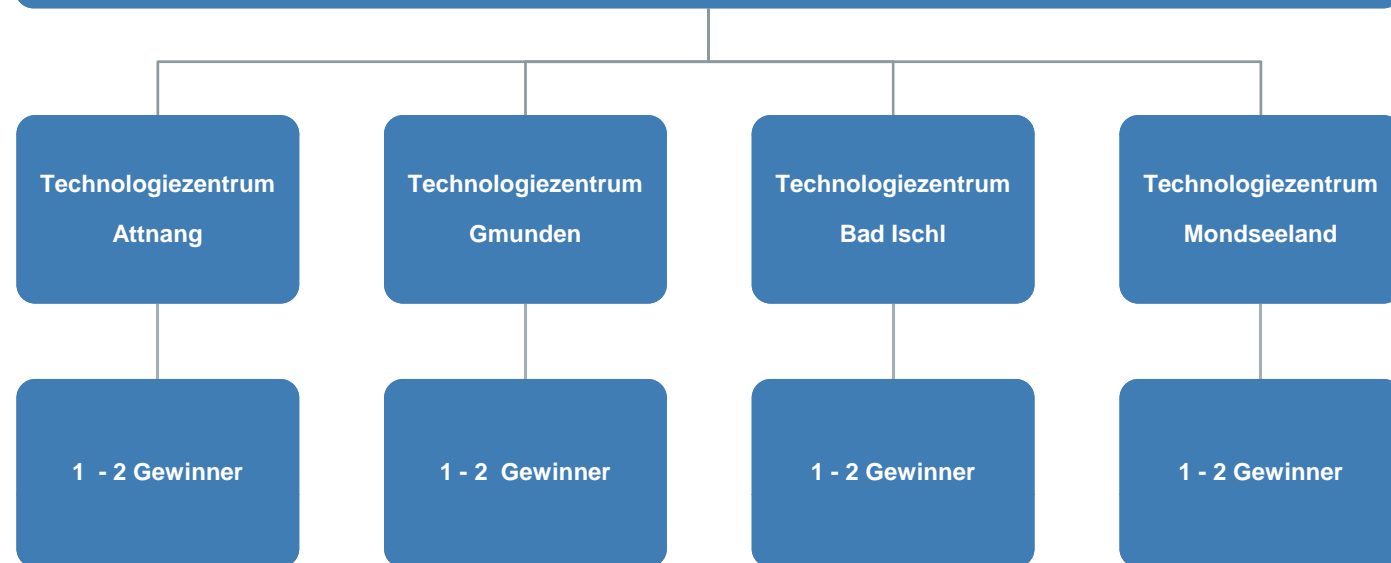 Technologiezentrum
Attnang
Technologiezentrum
Gmunden
Technologiezentrum
Bad Ischl
Technologiezentrum
Mondseeland
1 - 2 Gewinner
1 - 2 Gewinner
1 - 2 Gewinner
1 - 2 Gewinner